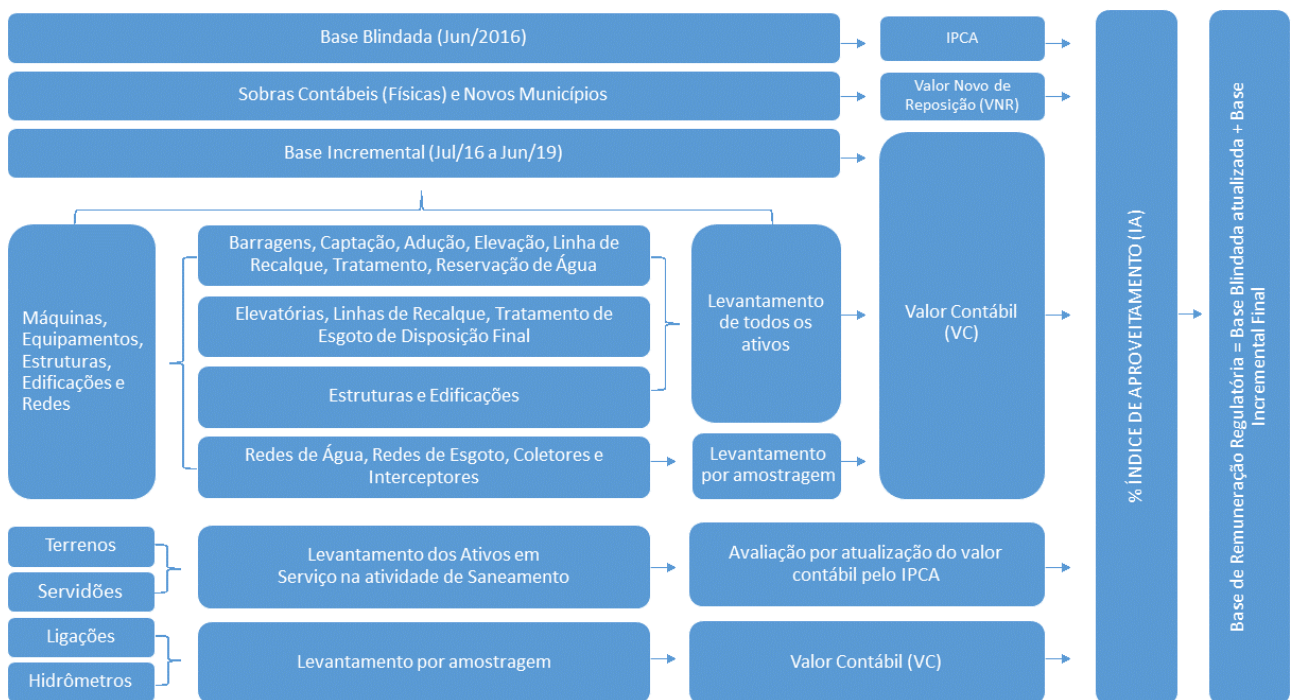 Base Blindada (Jun/2016)
IPCA
Sobras Contábeis (Físicas) e Novos Municípios
Valor Novo de
Reposição (VNR)
Base Incremental (Jul/16 a Jun/19)
Máquinas,
Equipamentos,
Estruturas,
Edificações e
Redes
Barragens, Captação, Adução, Elevação, Linha de
Recalque, Tratamento, Reservação de Água
Elevatórias, Linhas de Recalque, Tratamento de
Esgoto de Disposição Final
Estruturas e Edificações
Redes de Água, Redes de Esgoto, Coletores e
Interceptores
Levantamento
de todos os
ativos
Levantamento
por amostragem
Valor Contábil
(VC)
Terrenos
Servidões
Levantamento dos Ativos em
Serviço na atividade de Saneamento
Avaliação por atualização do valor
contábil pelo IPCA
Ligações
Hidrômetros
Levantamento por amostragem
Valor Contábil (VC)
% ÍNDICE DE APROVEITAMENTO (IA)
Base de Remuneração Regulatória = Base Blindada atualizada + Base
Incremental Final